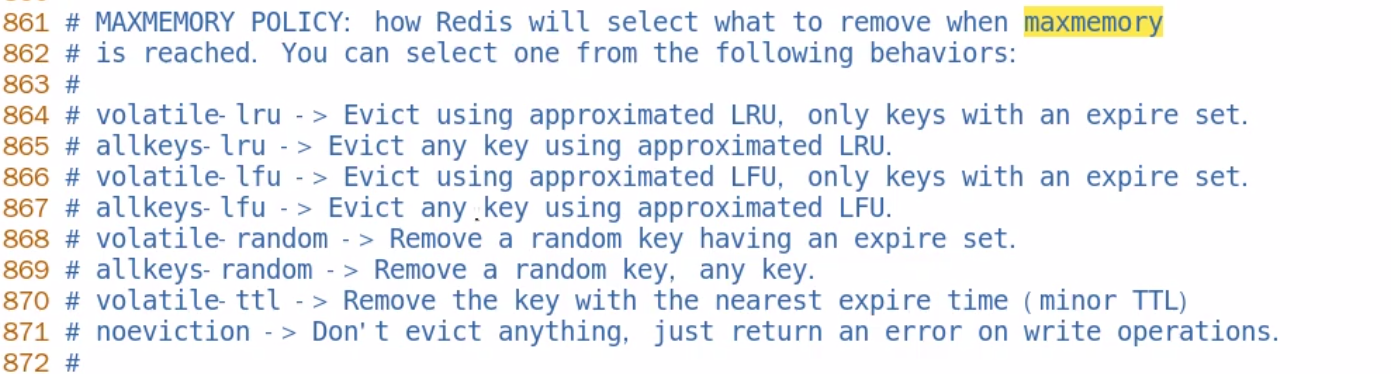 861 # MAXMEMORY POLICY: how Redis will select what to remove when maxmemory
862 # is reached. You can select one from the following behaviors:
863 #
864 # volatile-lru -> Evict using approximated LRU, only keys with an expire set.
865 # allkeys-lru -> Evict any key using approximated LRU.
866 # volatile-lfu -> Evict using approximated LFU, only keys with an expire set.
867 # allkeys-lfu -> Evict any key using approximated LFU.
868 # volatile-random -> Remove a random key having an expire set.
869 # allkeys-random -> Remove a random key, any key.
870 # volatile-ttl -> Remove the key with the nearest expire time (minor TTL)
871 # noeviction -> Don't evict anything, just return an error on write operations.
872 #